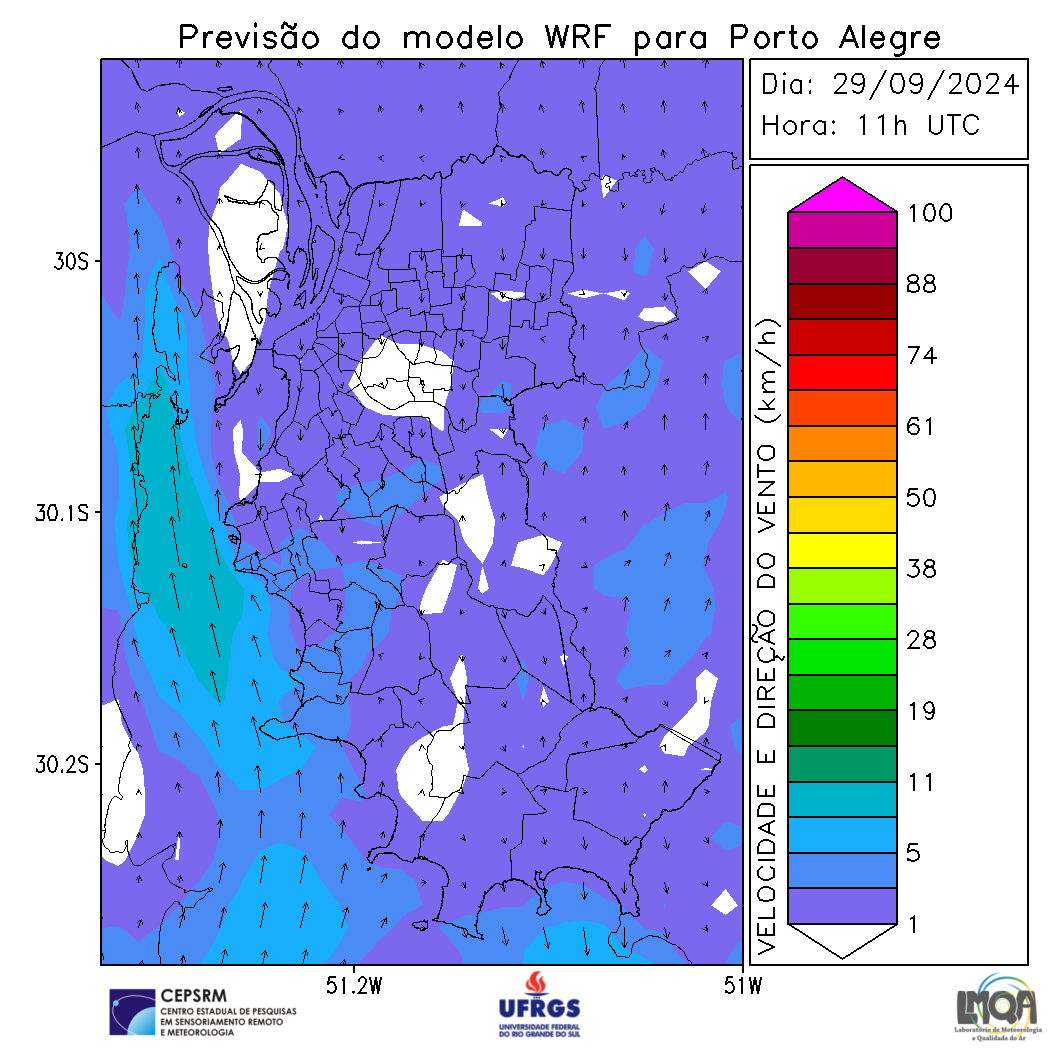 Previsão do modelo WRF para Porto Alegre
Dia: 29/09/2024
Hora: 11h UTC
30S
30.1S
30.2S
51.2W
51W
VELOCIDADE E DIREÇÃO DO VENTO (km/h)
100
88
74
61
50
38
28
19
11
5
1
CEPSRM
CENTRO ESTADUAL DE PESQUISAS
EM SENSORIAMENTO REMOTO
E METEOROLOGIA
UFRGS
UNIVERSIDADE FEDERAL
DO RIO GRANDE DO SUL
LMQA
Laboratório de Meteorologia
e Qualidade do Ar